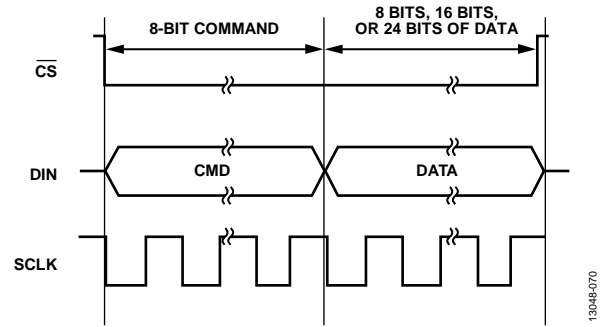 8-BIT COMMAND
8 BITS, 16 BITS,
OR 24 BITS OF DATA
CS
DIN
CMD
DATA
SCLK
13048-070